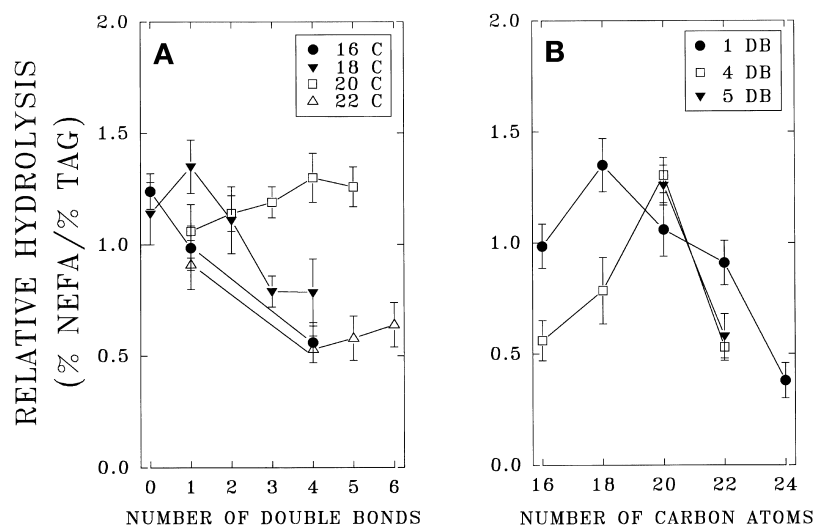 RELATIVE HYDROLYSIS
(% NEFA/% TAG)
A
16 C
18 C
20 C
22 C
2.0
1.5
1.0
0.5
0.0
0 1 2 3 4 5 6
NUMBER OF DOUBLE BONDS
B
1 DB
4 DB
5 DB
2.0
1.5
1.0
0.5
0.0
16 18 20 22 24
NUMBER OF CARBON ATOMS